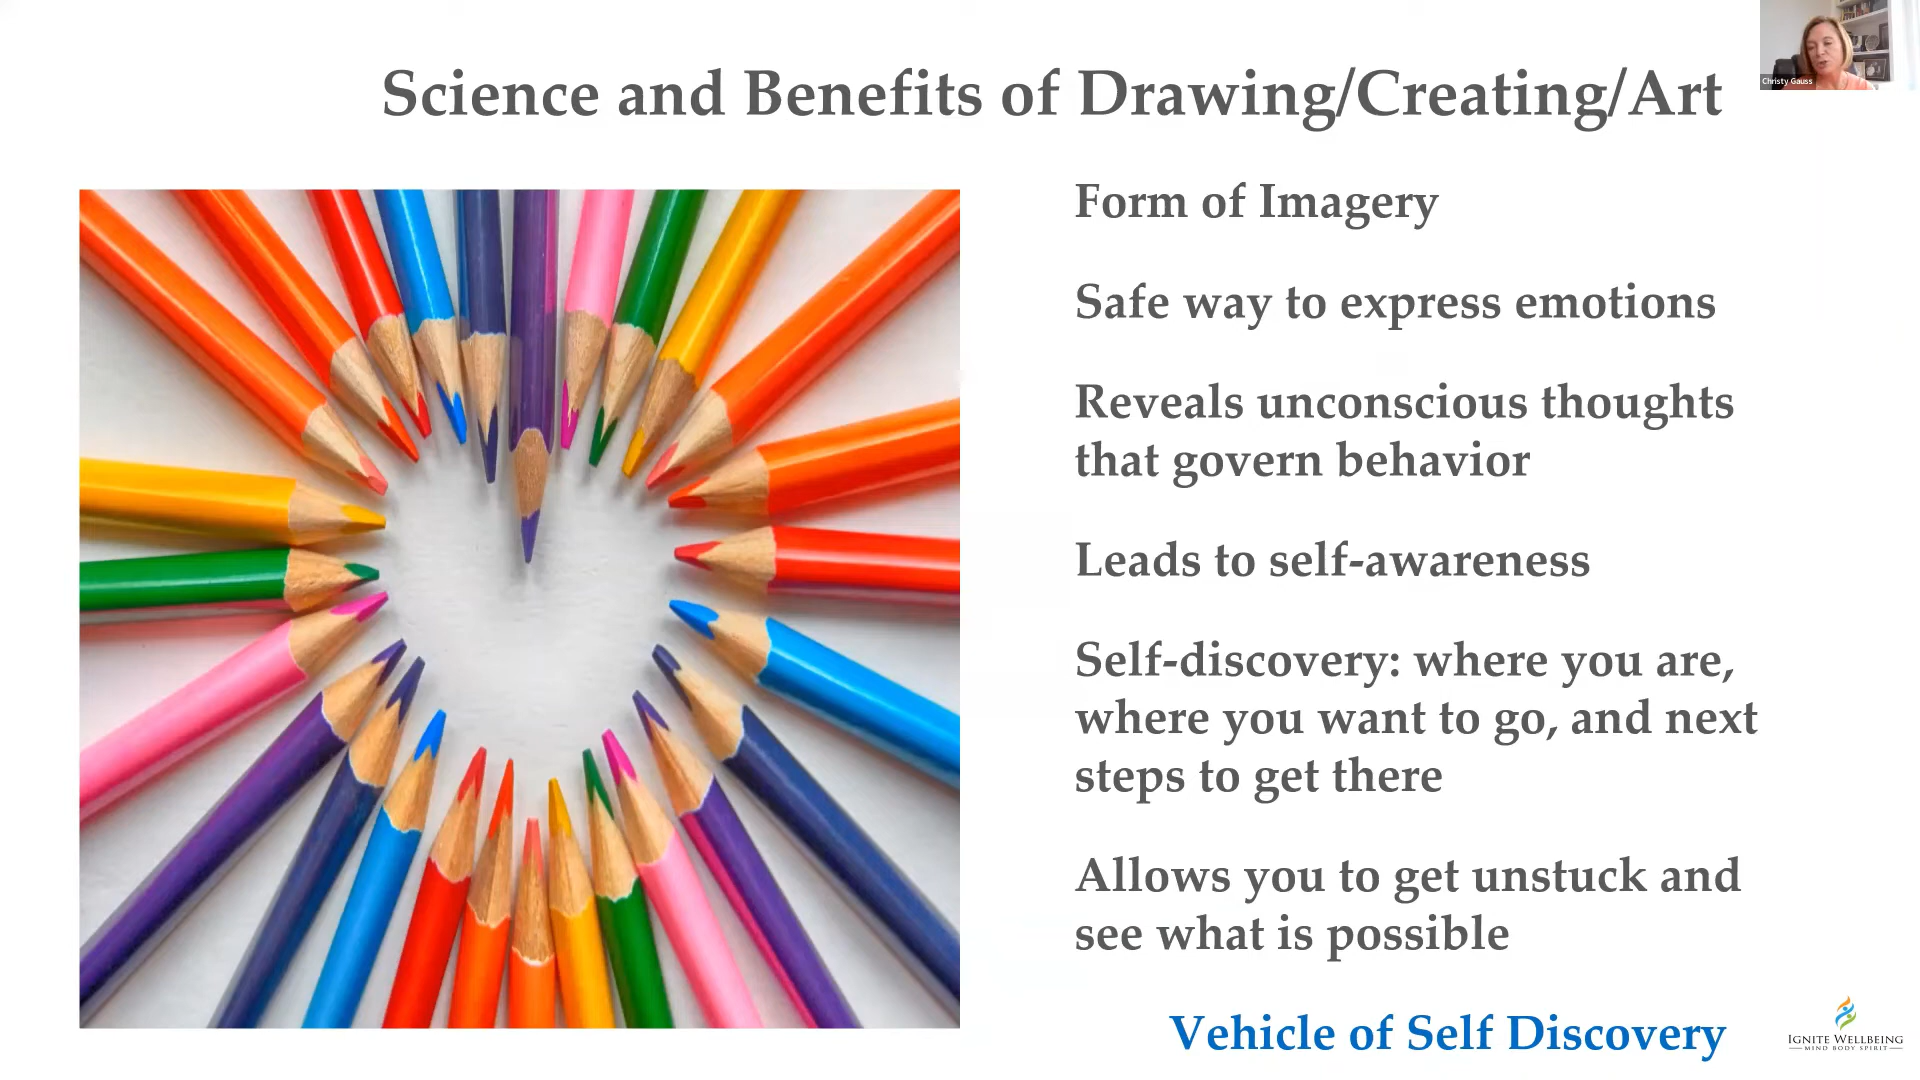 Science and Benefits of Drawing/Creating/Art
Christy Gauss
Form of Imagery
Safe way to express emotions
Reveals unconscious thoughts
that govern behavior
Leads to self-awareness
Self-discovery: where you are,
where you want to go, and next
steps to get there
Allows you to get unstuck and
see what is possible
Vehicle of Self Discovery
IGNITE WELLBEING
MIND BODY SPIRIT